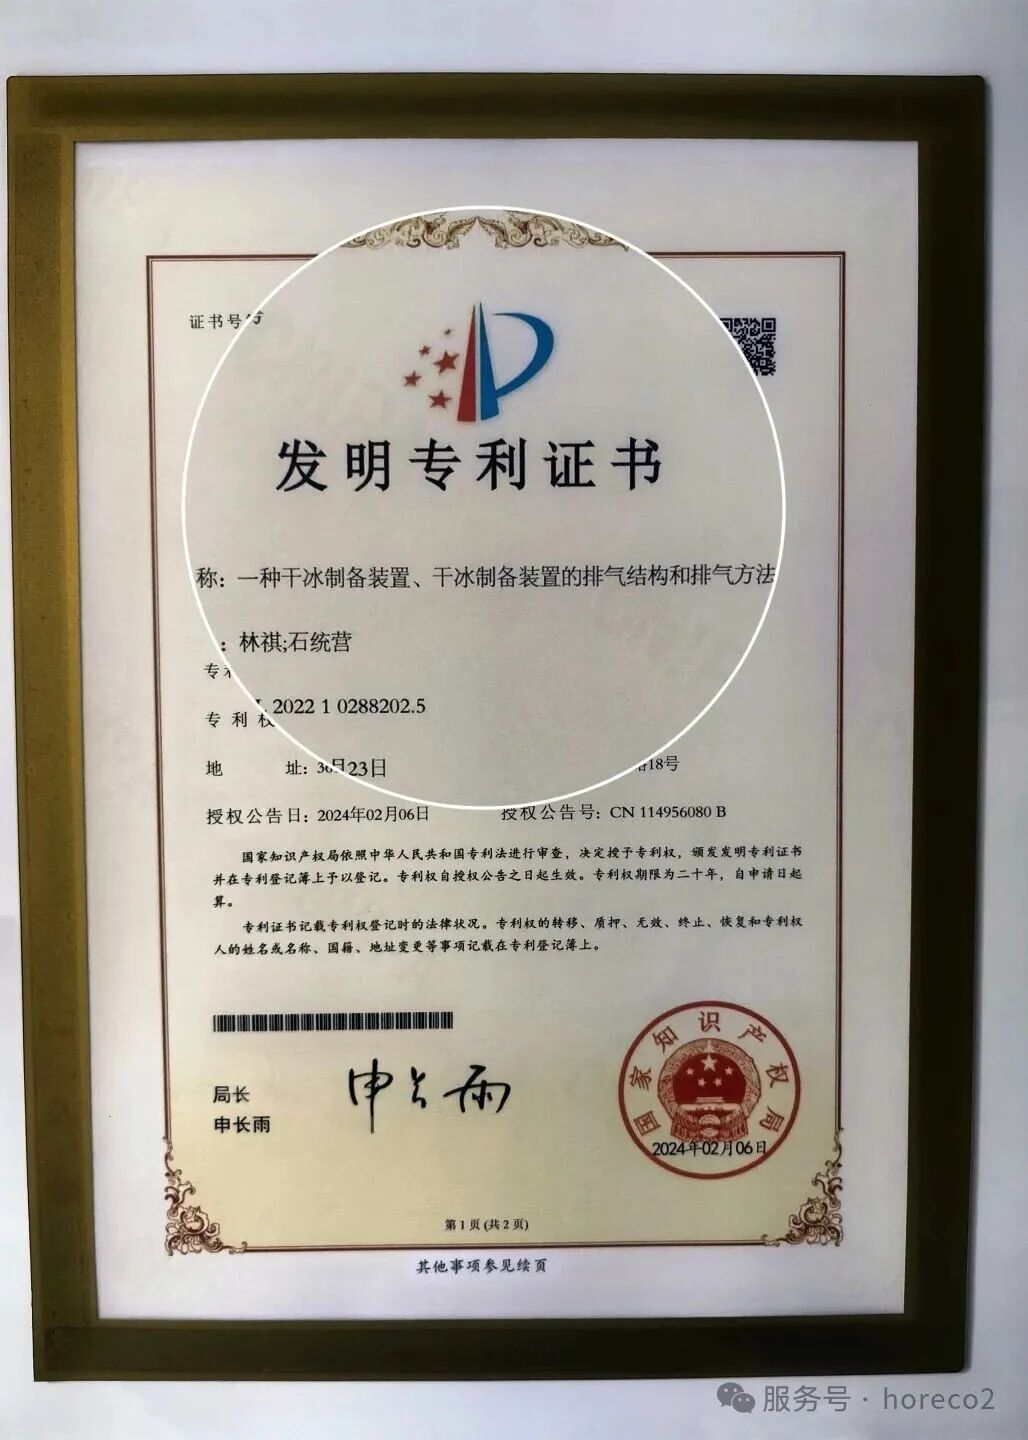 证书号
发明专利证书
称：一种干冰制备装置、干冰制备装置的排气结构和排气方法
：林祺;石统营
专
2022 1 0288202.5
专利权
地 址：
月23日
18号
授权公告日：2024年02月06日 授权公告号：CN 114956080 B
国家知识产权局依照中华人民共和国专利法进行审查，决定授予专利权，颁发发明专利证书
并在专利登记簿上予以登记。专利权自授权公告之日起生效。专利权期限为二十年，自申请日起
算。
专利证书记载专利权登记时的法律状况。专利权的转移、质押、无效、终止、恢复和专利权
人的姓名或名称、国籍、地址变更等事项记载在专利登记簿上。
局长
申长雨
申长雨
国家知识产权局
2024年02月06日
第1页(共2页)
其他事项参见续页
服务号 · horeco2